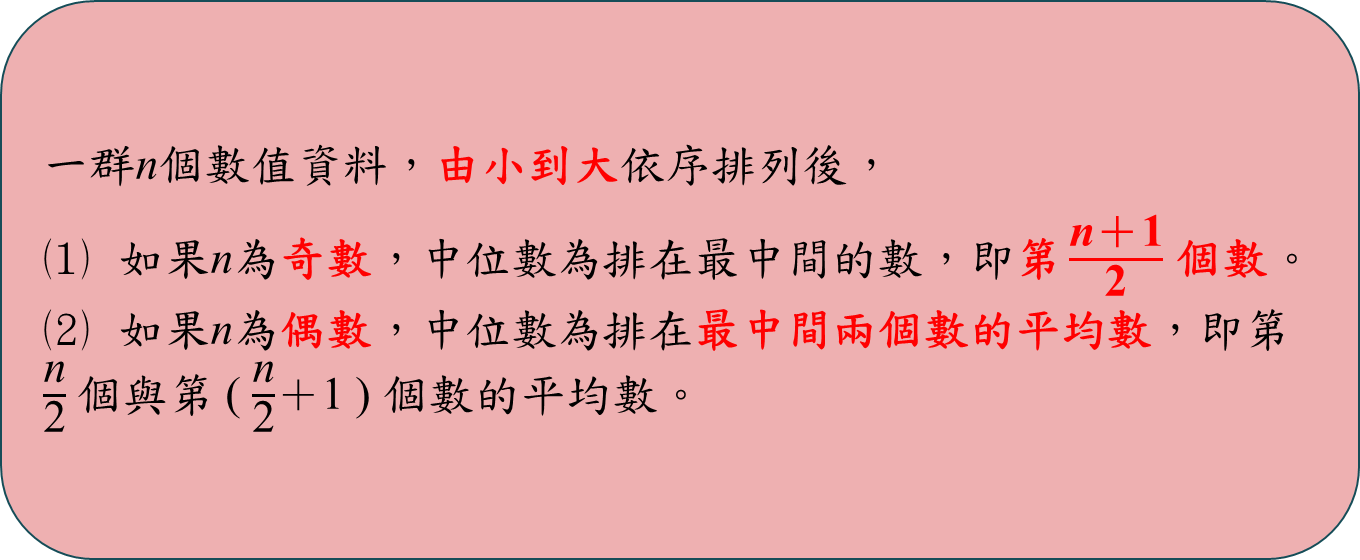 一群n個數值資料，由小到大依序排列後，
⑴ 如果n為奇數，中位數為排在最中間的數，即第 \frac{n＋1}{2} 個數。
⑵ 如果n為偶數，中位數為排在最中間兩個數的平均數，即第
\frac{n}{2} 個與第 ( \frac{n}{2}＋1 ) 個數的平均數。